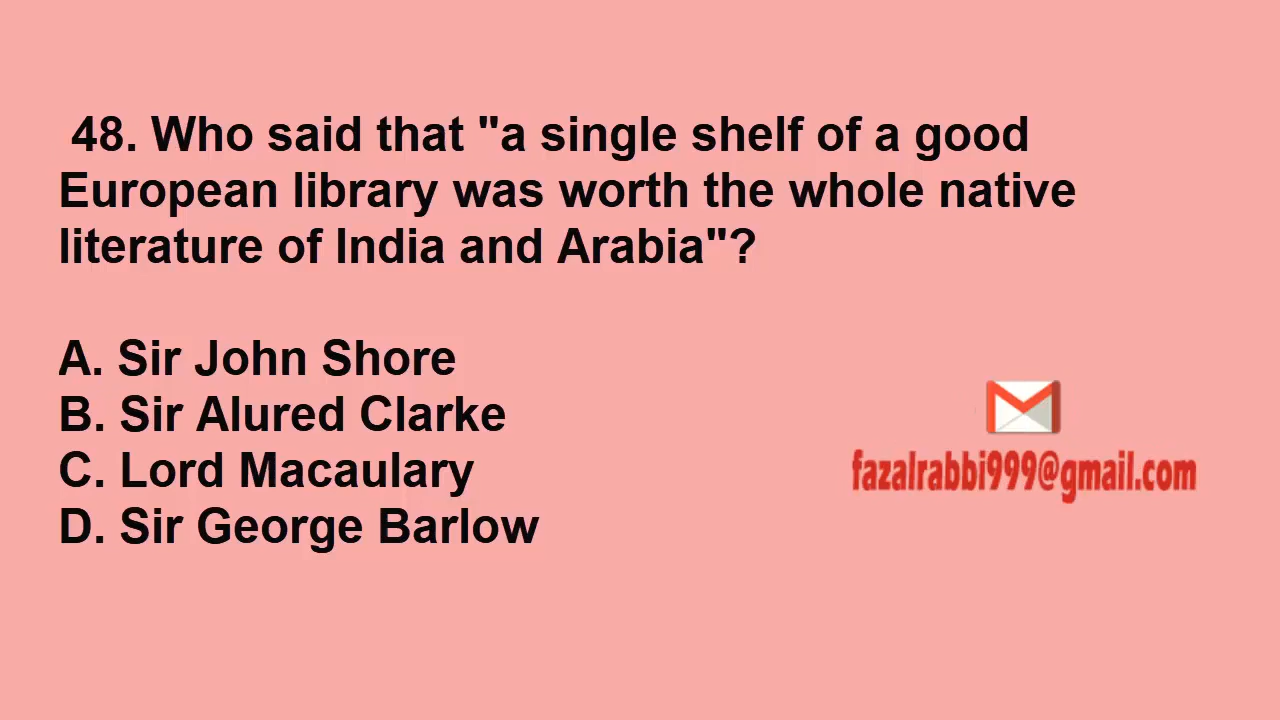 48. Who said that "a single shelf of a good
European library was worth the whole native
literature of India and Arabia"?
A. Sir John Shore
B. Sir Alured Clarke
C. Lord Macaulary
D. Sir George Barlow
fazalrabbi999@gmail.com